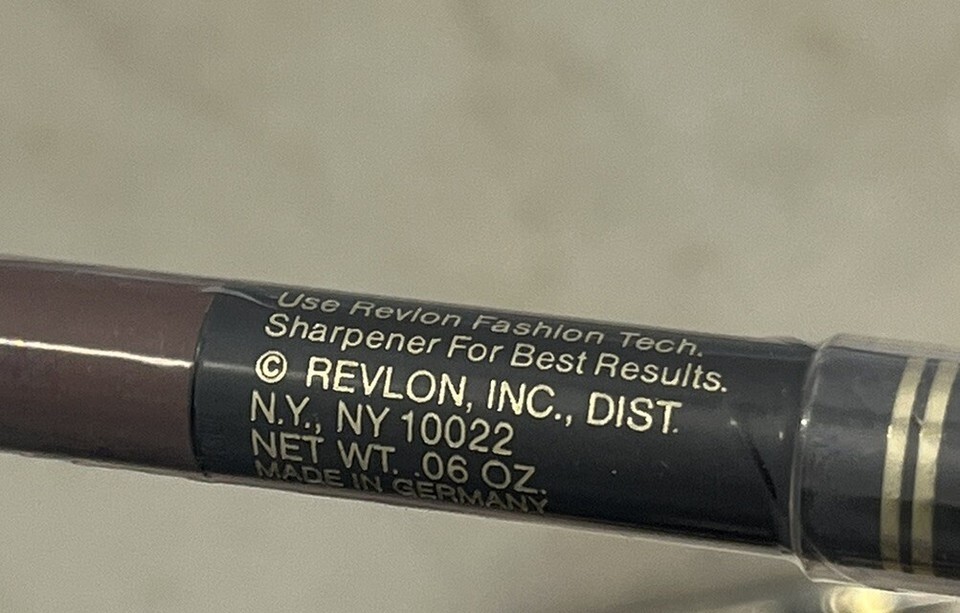 Use Revlon Fashion Tech.
Sharpener For Best Results.
© REVLON, INC., DIST.
N.Y., NY 10022
NET WT. .06 OZ.
MADE IN GERMANY